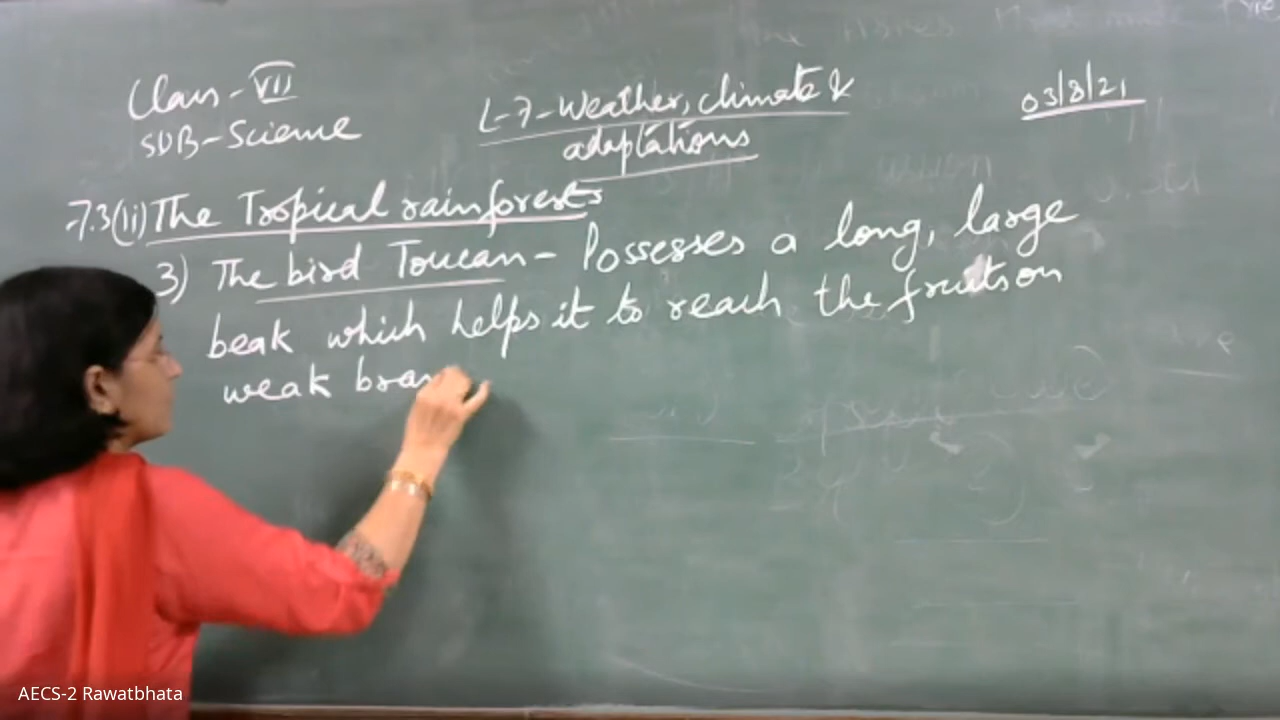 Class - VII
SUB - Science
L-7 - Weather, climate &
adaptations
03/8/21
7.3(ii) The Tropical rainforests
3) The bird Toucan - Possesses a long, large
beak which helps it to reach the fruits on
weak bran
AECS-2 Rawatbhata